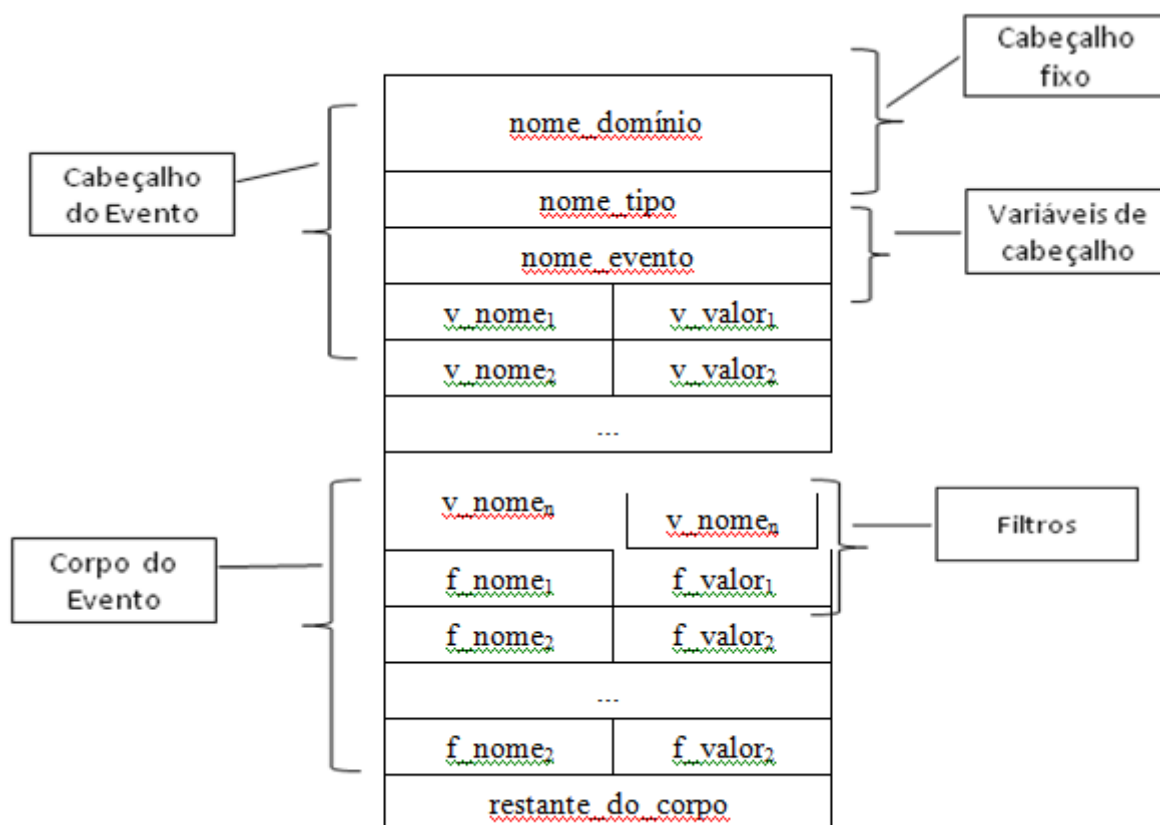 Cabeçalho
fixo
nome_domínio
Cabeçalho
do Evento
nome_tipo
Variáveis de
cabeçalho
nome_evento
v_nome₁ v_valor₁
v_nome₂ v_valor₂
...
v_nomeₙ v_nomeₙ
Filtros
Corpo do
Evento
f_nome₁ f_valor₁
f_nome₂ f_valor₂
...
f_nome₂ f_valor₂
restante_do_corpo